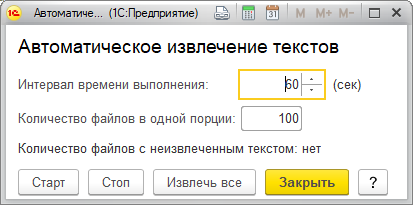 Автоматиче... (1С:Предприятие)
M M+ M-
Автоматическое извлечение текстов
Интервал времени выполнения: 60 (сек)
Количество файлов в одной порции: 100
Количество файлов с неизвлеченным текстом: нет
Старт Стоп Извлечь все Закрыть ?